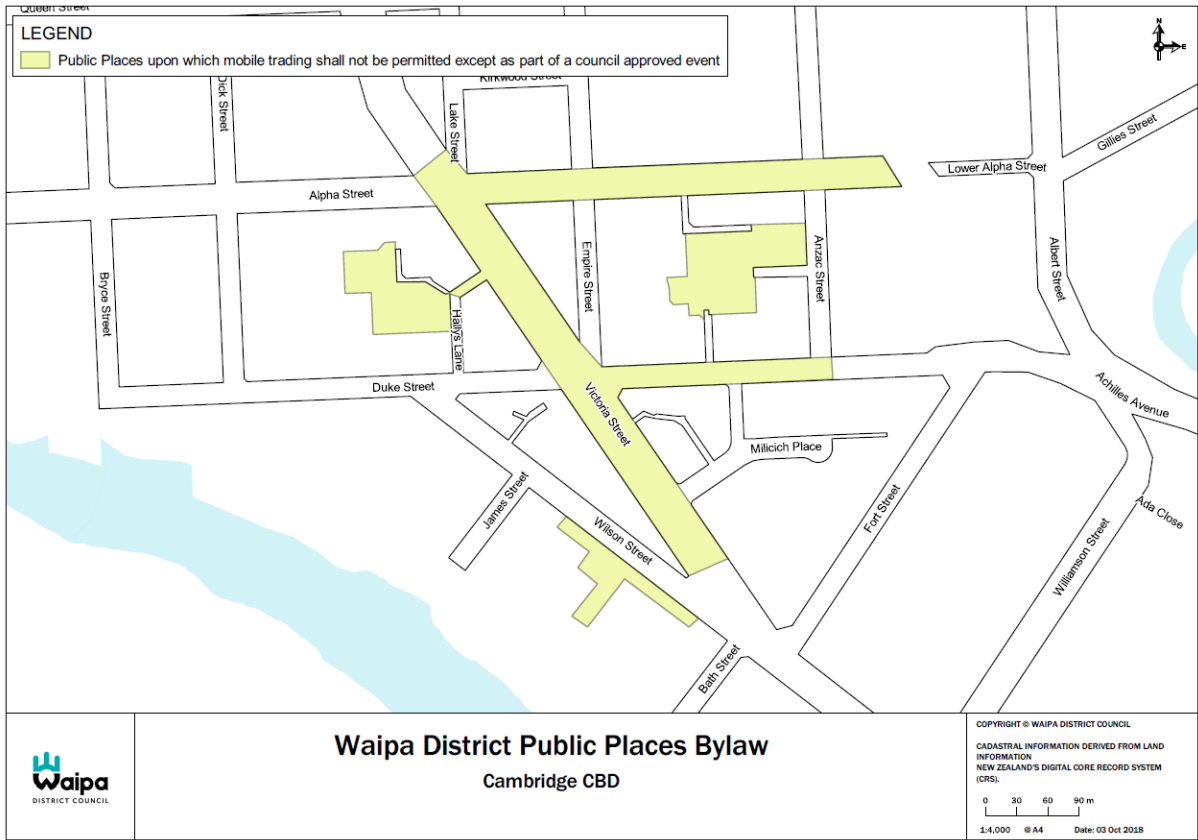 Queen Street
LEGEND
Public Places upon which mobile trading shall not be permitted except as part of a council approved event
N
E
Kirkwood Street
Dick Street
Lake Street
Gillies Street
Lower Alpha Street
Alpha Street
Empire Street
Anzac Street
Albert Street
Bryce Street
Hallys Lane
Duke Street
Victoria Street
Achilles Avenue
Milicich Place
James Street
Wilson Street
Fort Street
Ada Close
Williamson Street
Bath Street
Waipa
DISTRICT COUNCIL
Waipa District Public Places Bylaw
Cambridge CBD
COPYRIGHT © WAIPA DISTRICT COUNCIL
CADASTRAL INFORMATION DERIVED FROM LAND
INFORMATION
NEW ZEALAND'S DIGITAL CORE RECORD SYSTEM
(CRS).
0 30 60 90 m
1:4,000 @ A4 Date: 03 Oct 2018